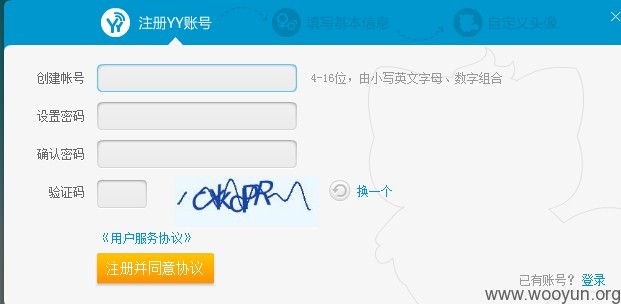 注册YY账号
填写基本信息
自定义头像
创建帐号
4-16位，由小写英文字母、数字组合
设置密码
确认密码
验证码
换一个
《用户服务协议》
注册并同意协议
已有账号？登录
www.wooyun.org